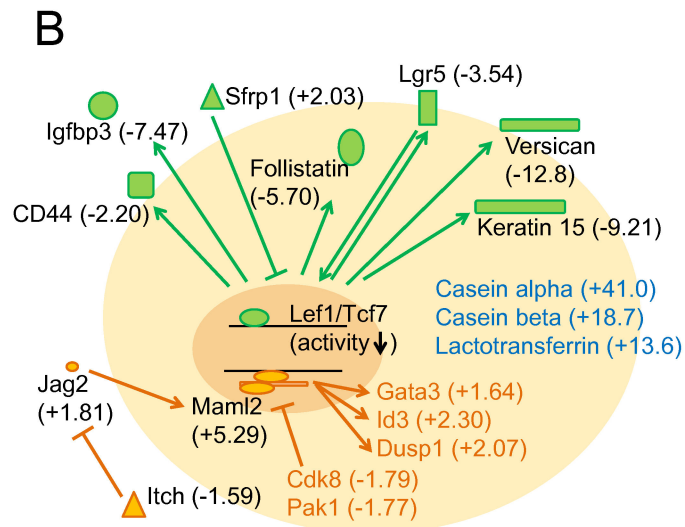 B
Lgr5 (-3.54)
Sfrp1 (+2.03)
Igfbp3 (-7.47)
Versican
(-12.8)
Follistatin
(-5.70)
CD44 (-2.20)
Keratin 15 (-9.21)
Casein alpha (+41.0)
Casein beta (+18.7)
Lactotransferrin (+13.6)
Lef1/Tcf7
(activity )
Jag2
(+1.81)
Maml2
(+5.29)
Gata3 (+1.64)
Id3 (+2.30)
Dusp1 (+2.07)
Cdk8 (-1.79)
Pak1 (-1.77)
Itch (-1.59)